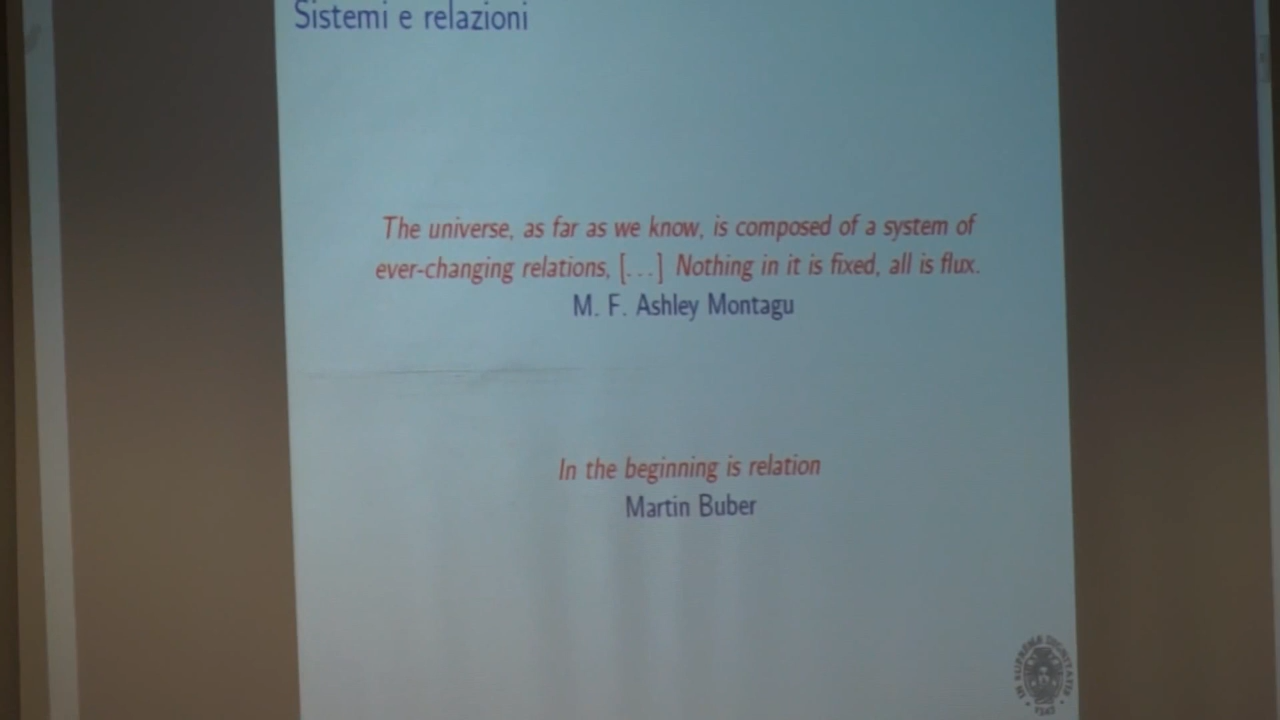 Sistemi e relazioni
The universe, as far as we know, is composed of a system of
ever-changing relations, [...] Nothing in it is fixed, all is flux.
M. F. Ashley Montagu
In the beginning is relation
Martin Buber